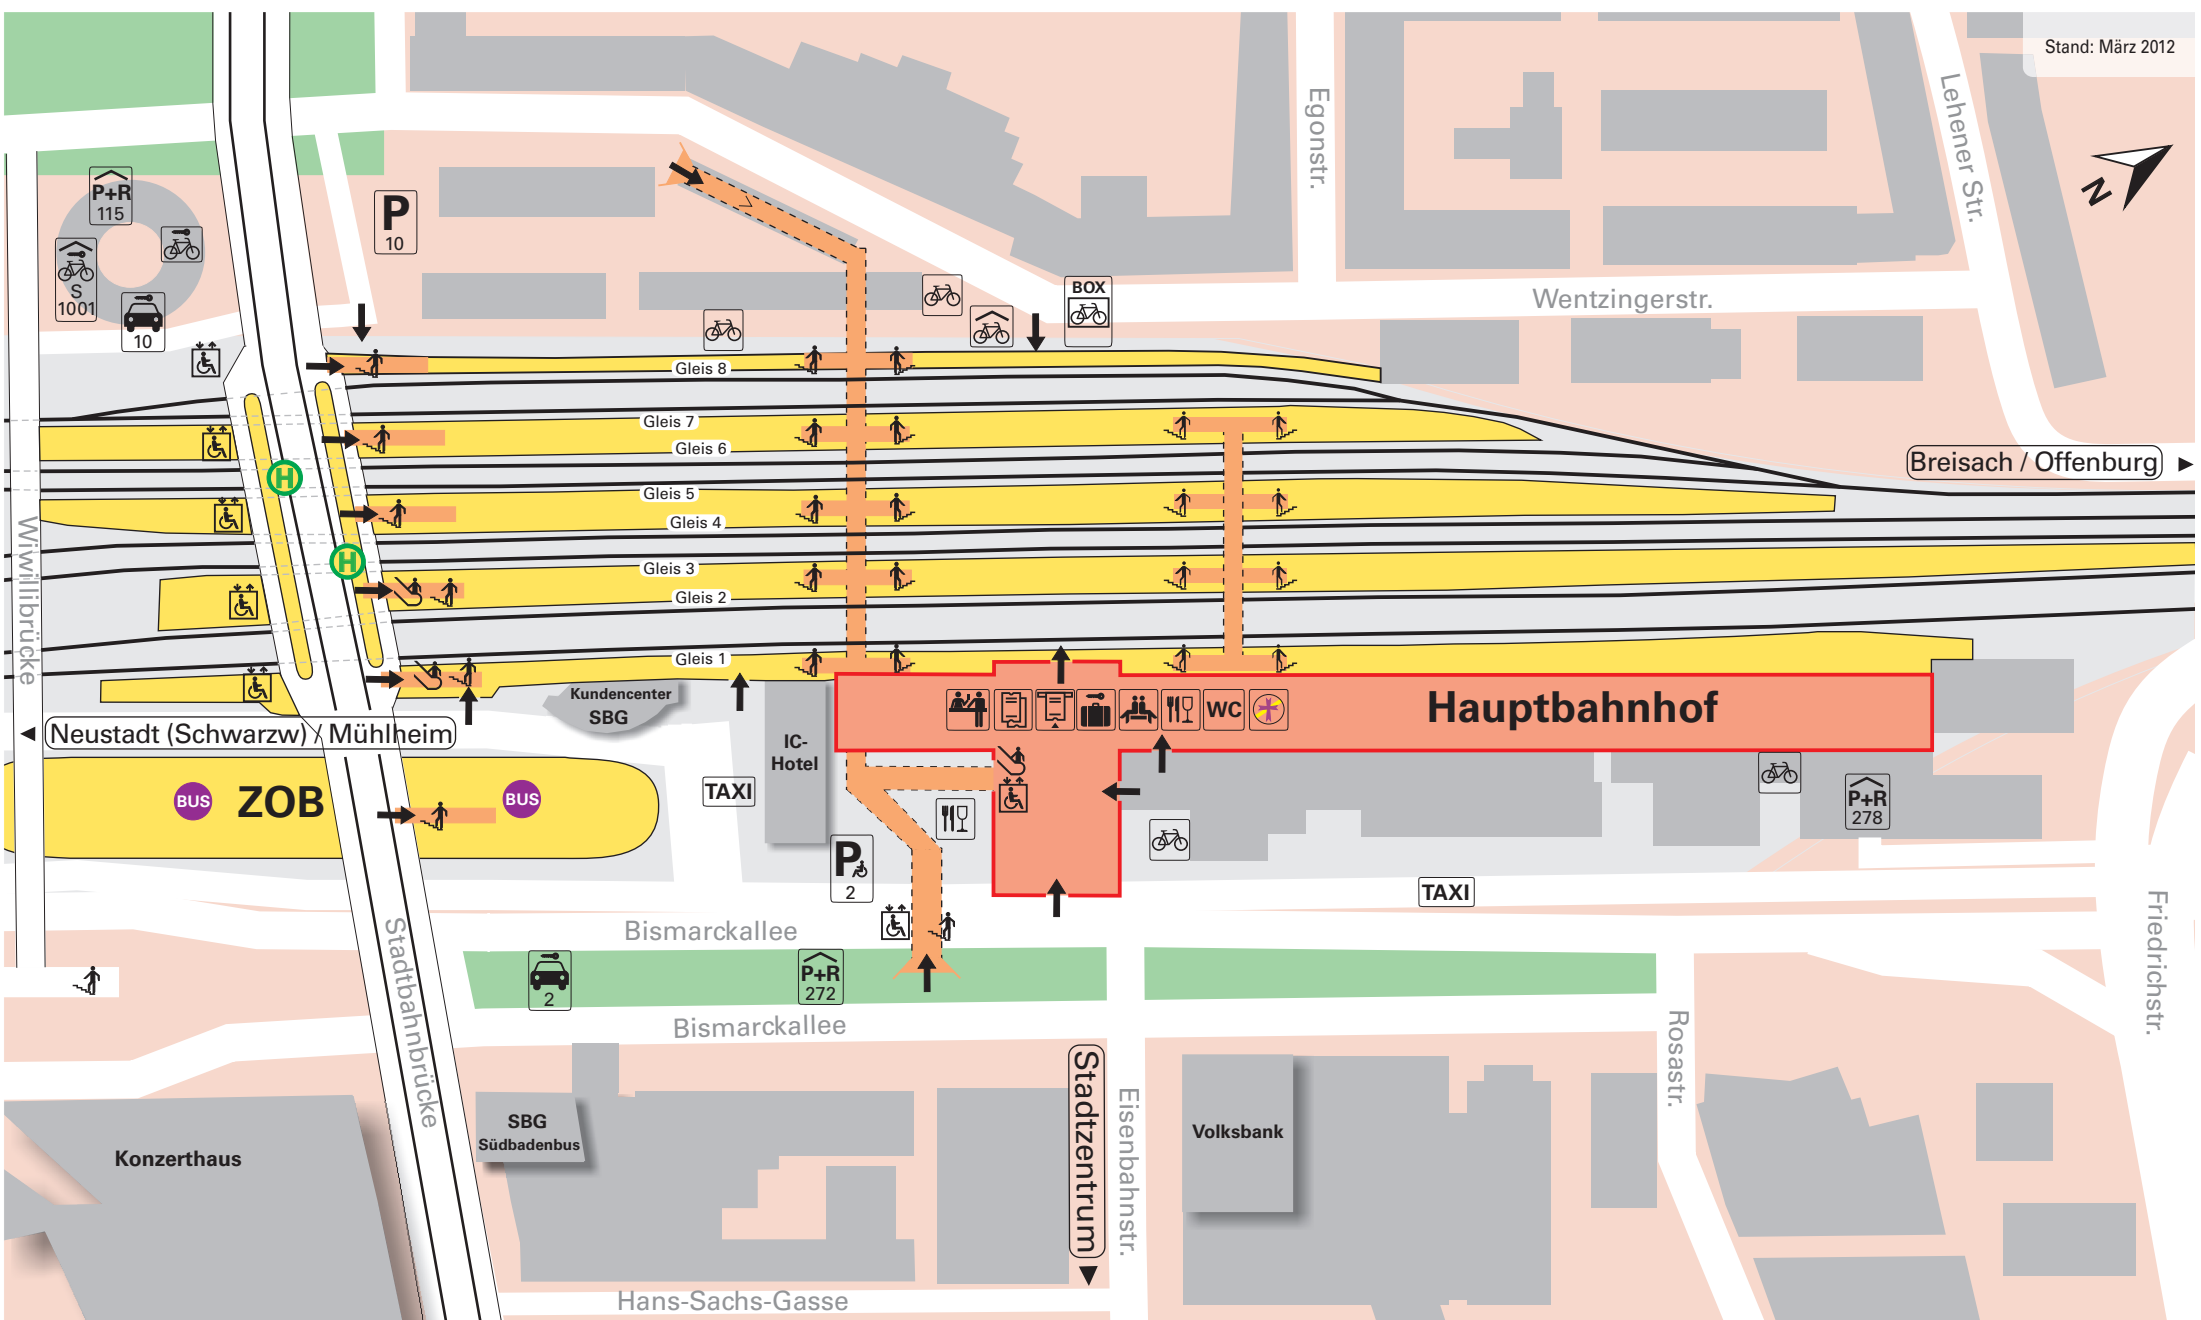 Stand: März 2012
Egonstr.
Lehener Str.
N
P+R
115
P
10
S
1001
10
BOX
Wentzingerstr.
Gleis 8
Gleis 7
Gleis 6
Gleis 5
Gleis 4
Gleis 3
Gleis 2
Gleis 1
H
H
Breisach / Offenburg
Wiwilibrücke
Neustadt (Schwarzw) / Mühlheim
Kundencenter
SBG
IC-
Hotel
WC
Hauptbahnhof
BUS
ZOB
BUS
TAXI
P
2
P+R
278
TAXI
Bismarckallee
Stadtbahnbrücke
2
P+R
272
Bismarckallee
Friedrichstr.
Rosastr.
Stadtzentrum
Eisenbahnstr.
SBG
Südbadenbus
Volksbank
Konzerthaus
Hans-Sachs-Gasse